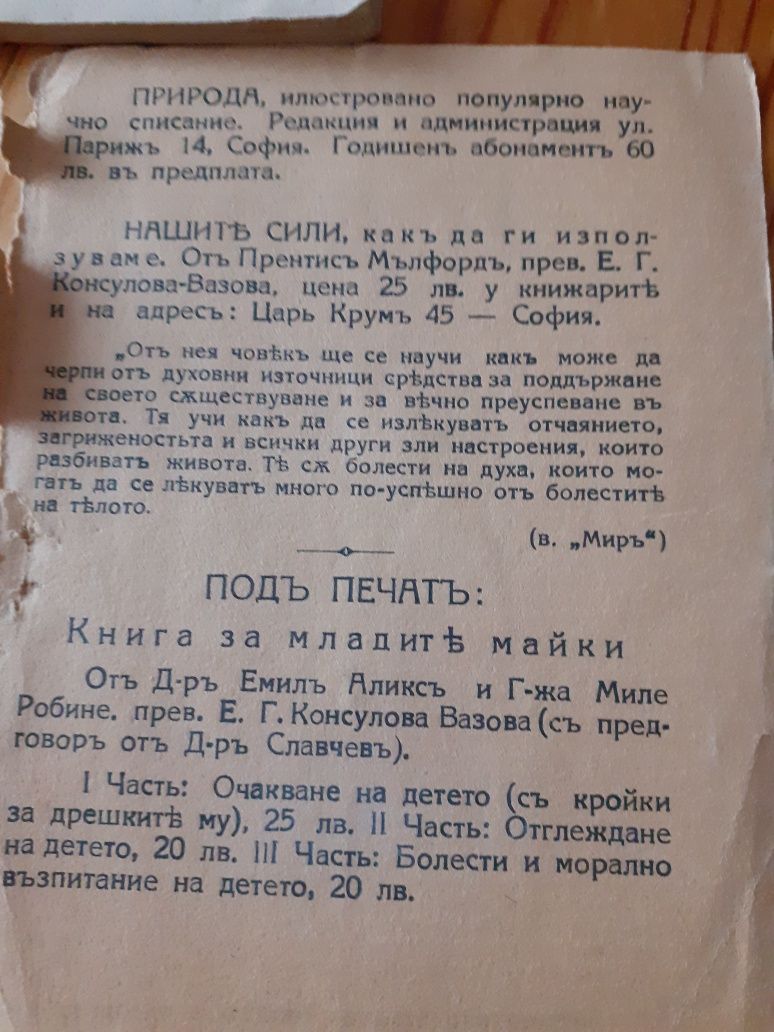 ПРИРОДА, илюстровано популярно нау-
чно списание. Редакция и администрация ул.
Парижъ 14, София. Годишенъ абонаментъ 60
лв. въ предплата.
НАШИТѢ СИЛИ, какъ да ги изпол-
зуваме. Отъ Прентисъ Мълфордъ, прев. Е. Г.
Консулова-Вазова, цена 25 лв. у книжаритѣ
и на адресъ: Царь Крумъ 45 — София.
„Отъ нея човѣкъ ще се научи какъ може да
черпи отъ духовни източници срѣдства за поддържане
на своето сѫществуване и за вѣчно преуспеване въ
живота. Тя учи какъ да се излѣкуватъ отчаянието,
загриженостьта и всички други зли настроения, които
разбиватъ живота. Тѣ сѫ болести на духа, които мо-
гатъ да се лѣкуватъ много по-успѣшно отъ болеститѣ
на тѣлото.
(в. „Миръ“)
ПОДЪ ПЕЧАТЪ:
Книга за младитѣ майки
Отъ Д-ръ Емилъ Аликсъ и Г-жа Миле
Робине. прев. Е. Г. Консулова Вазова (съ пред-
говоръ отъ Д-ръ Славчевъ).
I Часть: Очакване на детето (съ кройки
за дрешкитѣ му), 25 лв. II Часть: Отглеждане
на детето, 20 лв. III Часть: Болести и морално
възпитание на детето, 20 лв.